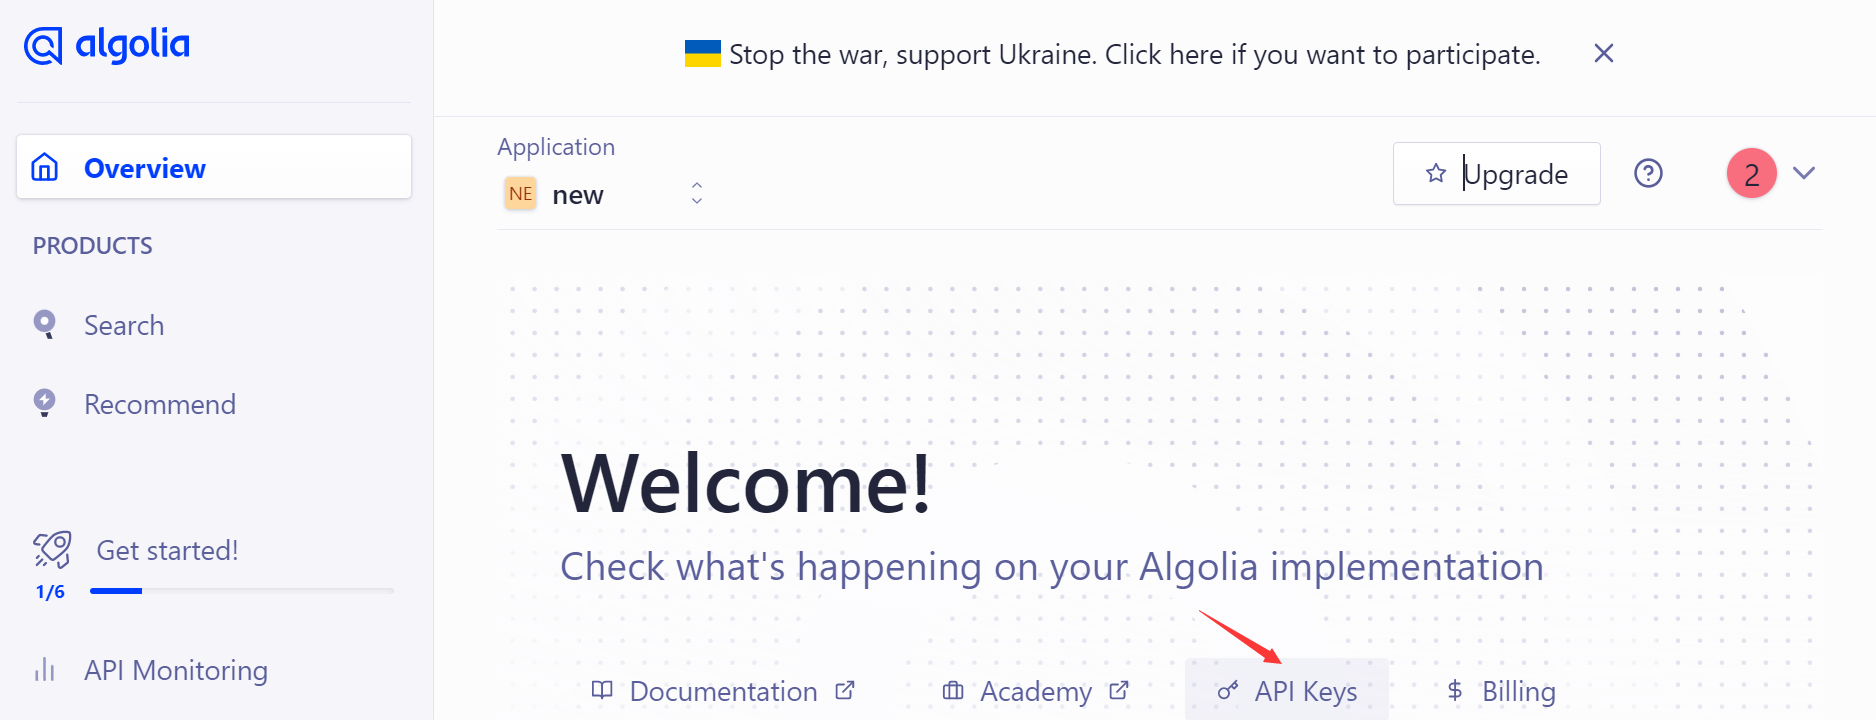 algolia
Stop the war, support Ukraine. Click here if you want to participate.
Overview
PRODUCTS
Search
Recommend
Get started!
1/6
API Monitoring
Application
NE new
Upgrade
2
Welcome!
Check what's happening on your Algolia implementation
Documentation Academy API Keys Billing